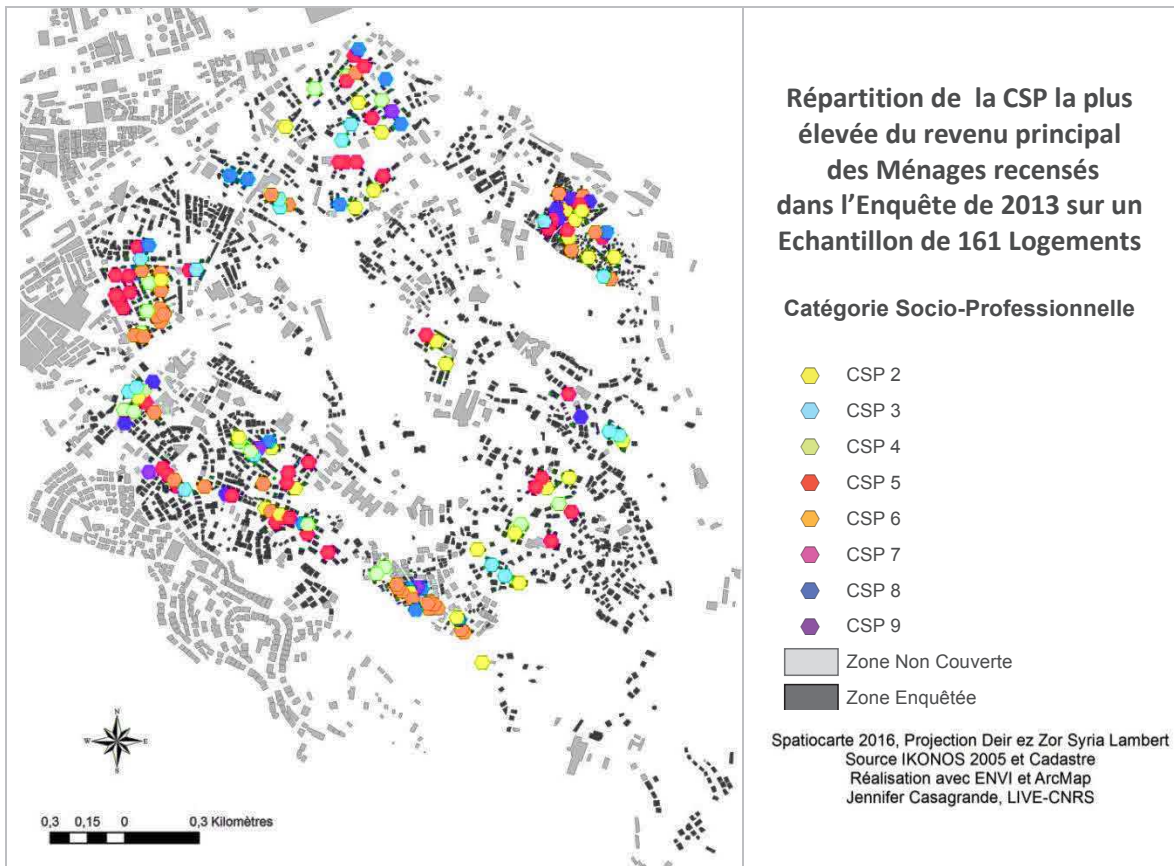 Répartition de la CSP la plus
élevée du revenu principal
des Ménages recensés
dans l’Enquête de 2013 sur un
Echantillon de 161 Logements
Catégorie Socio-Professionnelle
CSP 2
CSP 3
CSP 4
CSP 5
CSP 6
CSP 7
CSP 8
CSP 9
Zone Non Couverte
Zone Enquêtée
Spatiocarte 2016, Projection Deir ez Zor Syria Lambert
Source IKONOS 2005 et Cadastre
Réalisation avec ENVI et ArcMap
Jennifer Casagrande, LIVE-CNRS
N
W E
S
0,3 0,15 0 0,3 Kilomètres